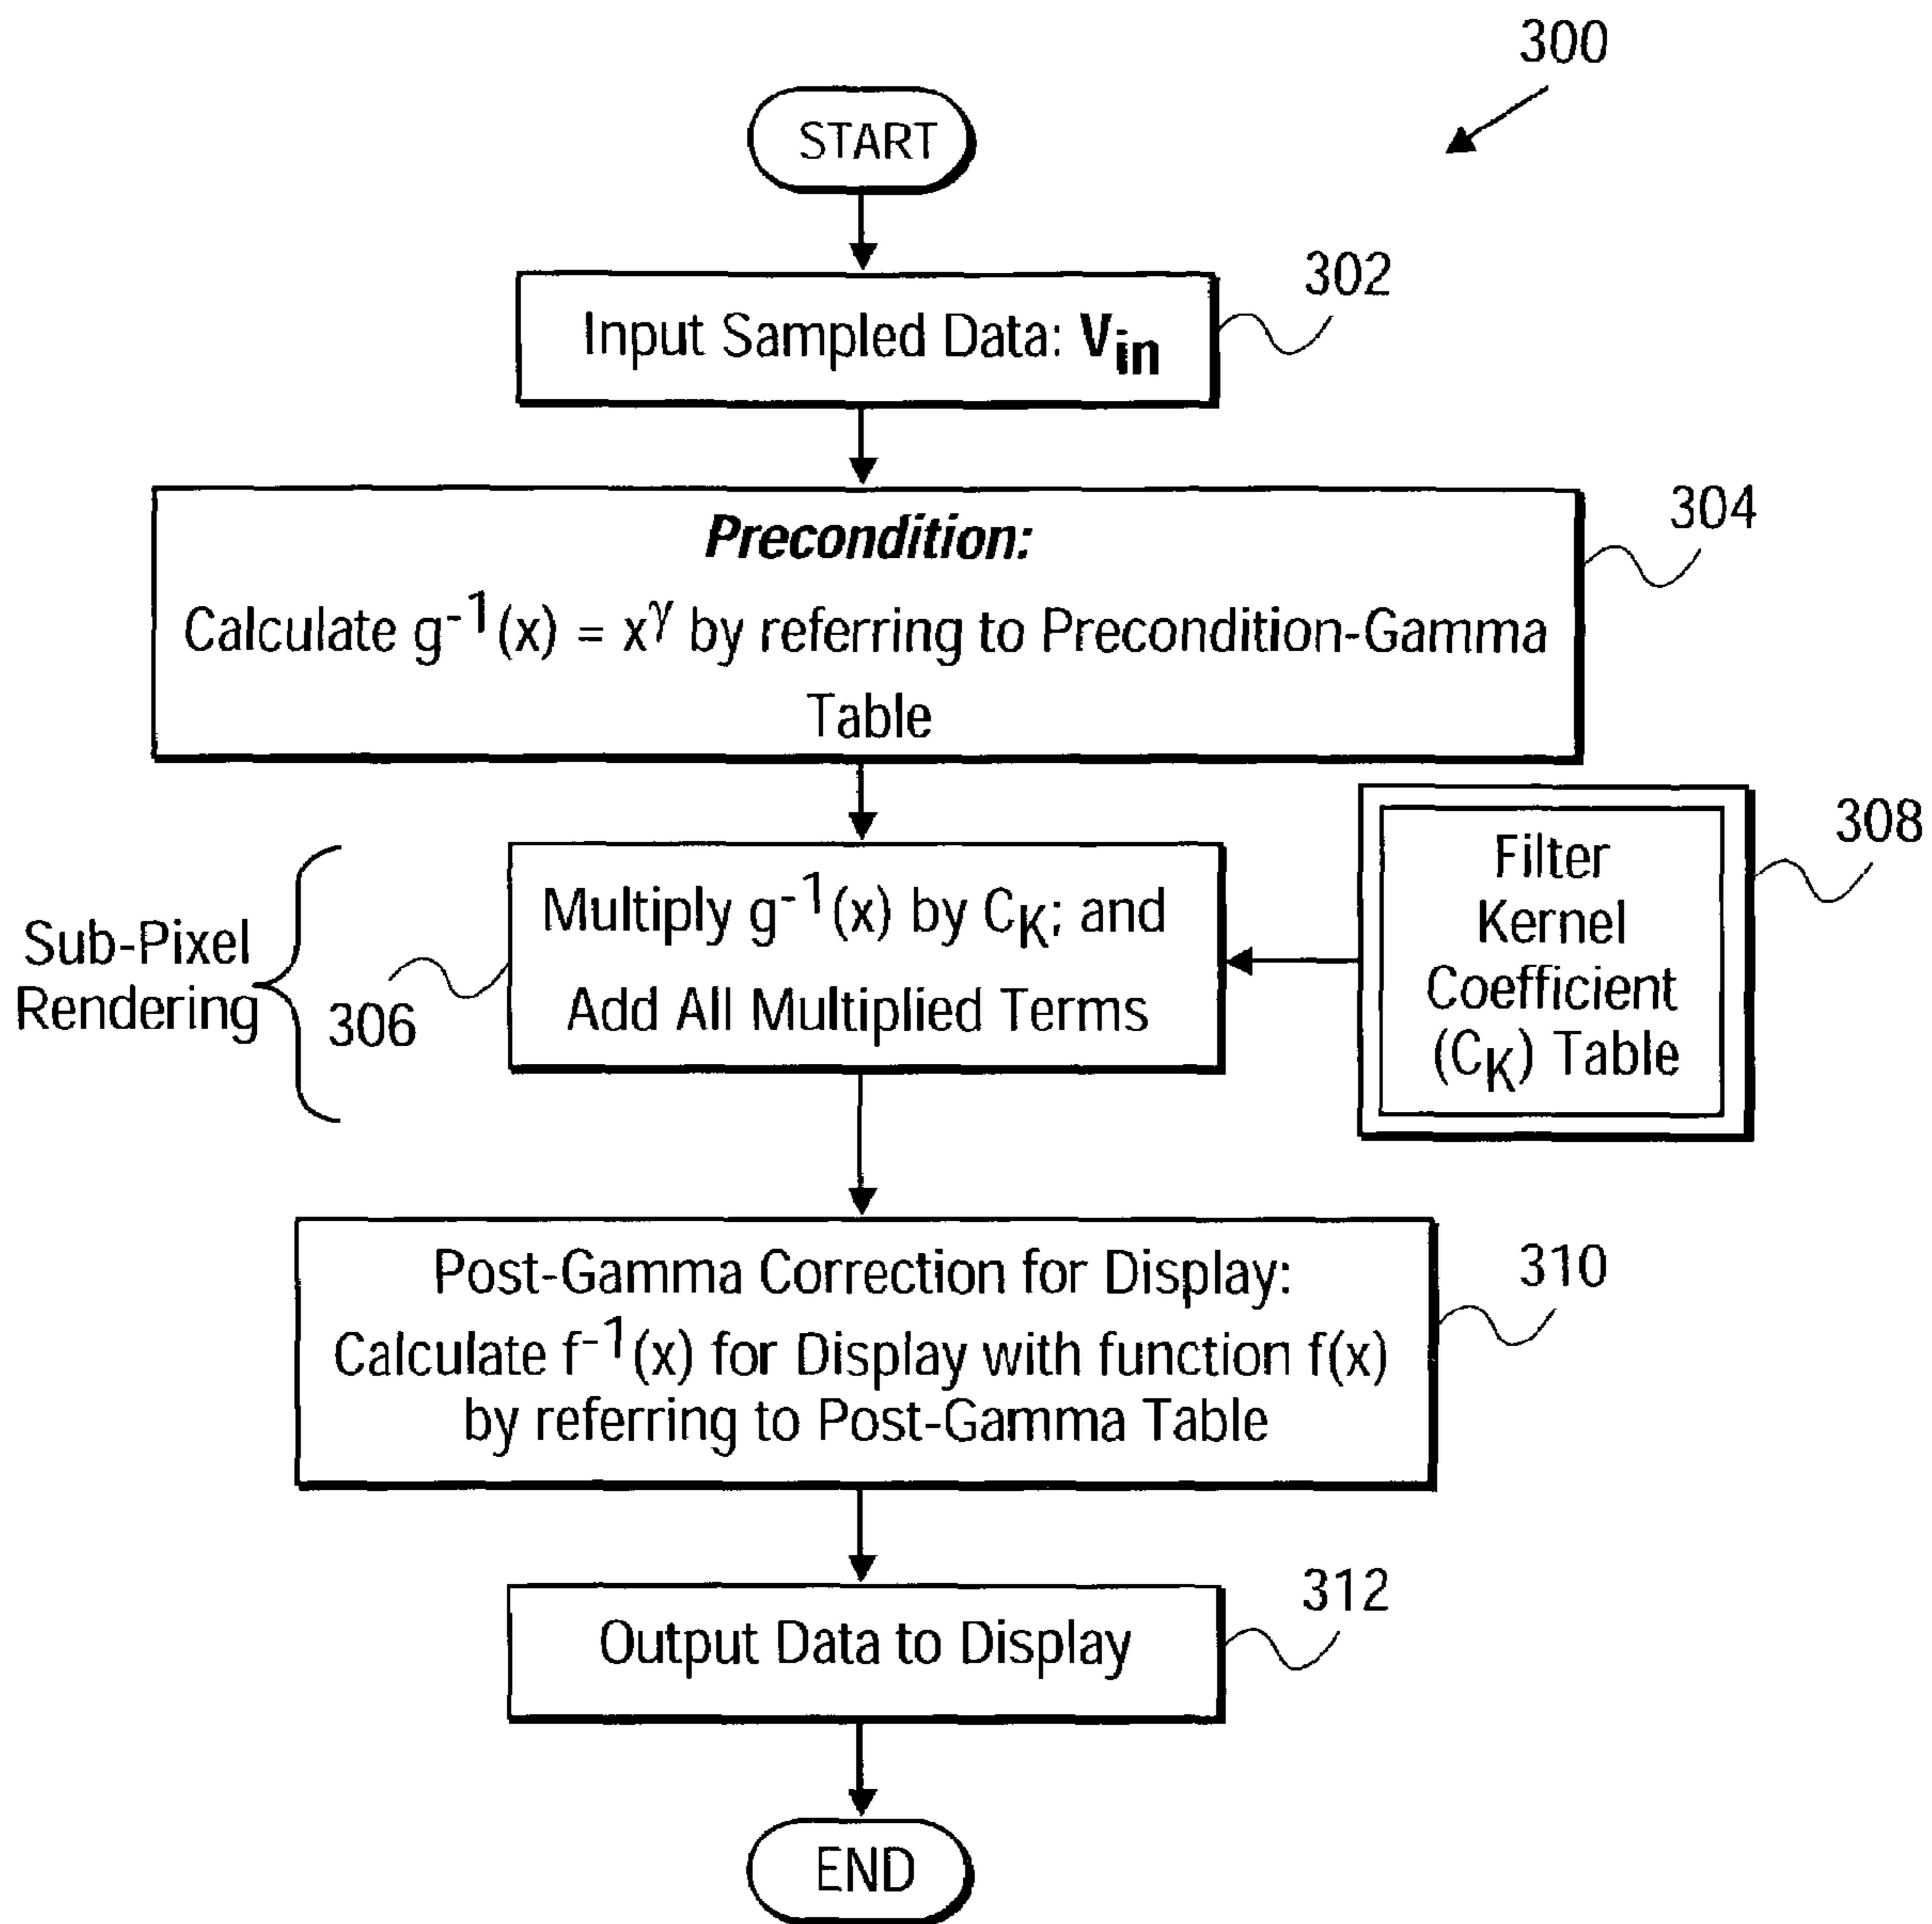 300
START
302
Input Sampled Data: Vin
304
Precondition:
Calculate g⁻¹(x) = xᵞ by referring to Precondition-Gamma
Table
308
Filter
Kernel
Coefficient
(CK) Table
Sub-Pixel
Rendering
306
Multiply g⁻¹(x) by CK; and
Add All Multiplied Terms
310
Post-Gamma Correction for Display:
Calculate f⁻¹(x) for Display with function f(x)
by referring to Post-Gamma Table
312
Output Data to Display
END